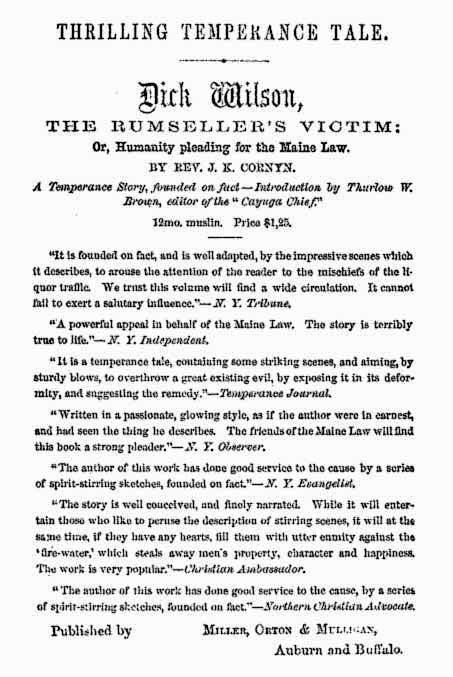 THRILLING TEMPERANCE TALE.
Dick Wilson,
THE RUMSELLER'S VICTIM;
Or, Humanity pleading for the Maine Law.
BY REV. J. K. CORNYN.
A Temperance Story, founded on fact—Introduction by Thurlow W.
Brown, editor of the "Cayuga Chief."
12mo. muslin. Price $1,25.
"It is founded on fact, and is well adapted, by the impressive scenes which
it describes, to arouse the attention of the reader to the mischiefs of the li-
quor traffic. We trust this volume will find a wide circulation. It cannot
fail to exert a salutary influence."—N. Y. Tribune.
"A powerful appeal in behalf of the Maine Law. The story is terribly
true to life."—N. Y. Independent.
"It is a temperance tale, containing some striking scenes, and aiming, by
sturdy blows, to overthrow a great existing evil, by exposing it in its defor-
mity, and suggesting the remedy."—Temperance Journal.
"Written in a passionate, glowing style, as if the author were in earnest,
and had seen the thing he describes. The friends of the Maine Law will find
this book a strong pleader."—N. Y. Observer.
"The author of this work has done good service to the cause by a series
of spirit-stirring sketches, founded on fact."—N. Y. Evangelist.
"The story is well conceived, and finely narrated. While it will enter-
tain those who like to peruse the description of stirring scenes, it will at the
same time, if they have any hearts, fill them with utter enmity against the
'fire-water,' which steals away men's property, character and happiness.
The work is very popular."—Christian Ambassador.
"The author of this work has done good service to the cause, by a series
of spirit-stirring sketches, founded on fact."—Northern Christian Advocate.
Published by MILLER, ORTON & MULLIGAN,
Auburn and Buffalo.